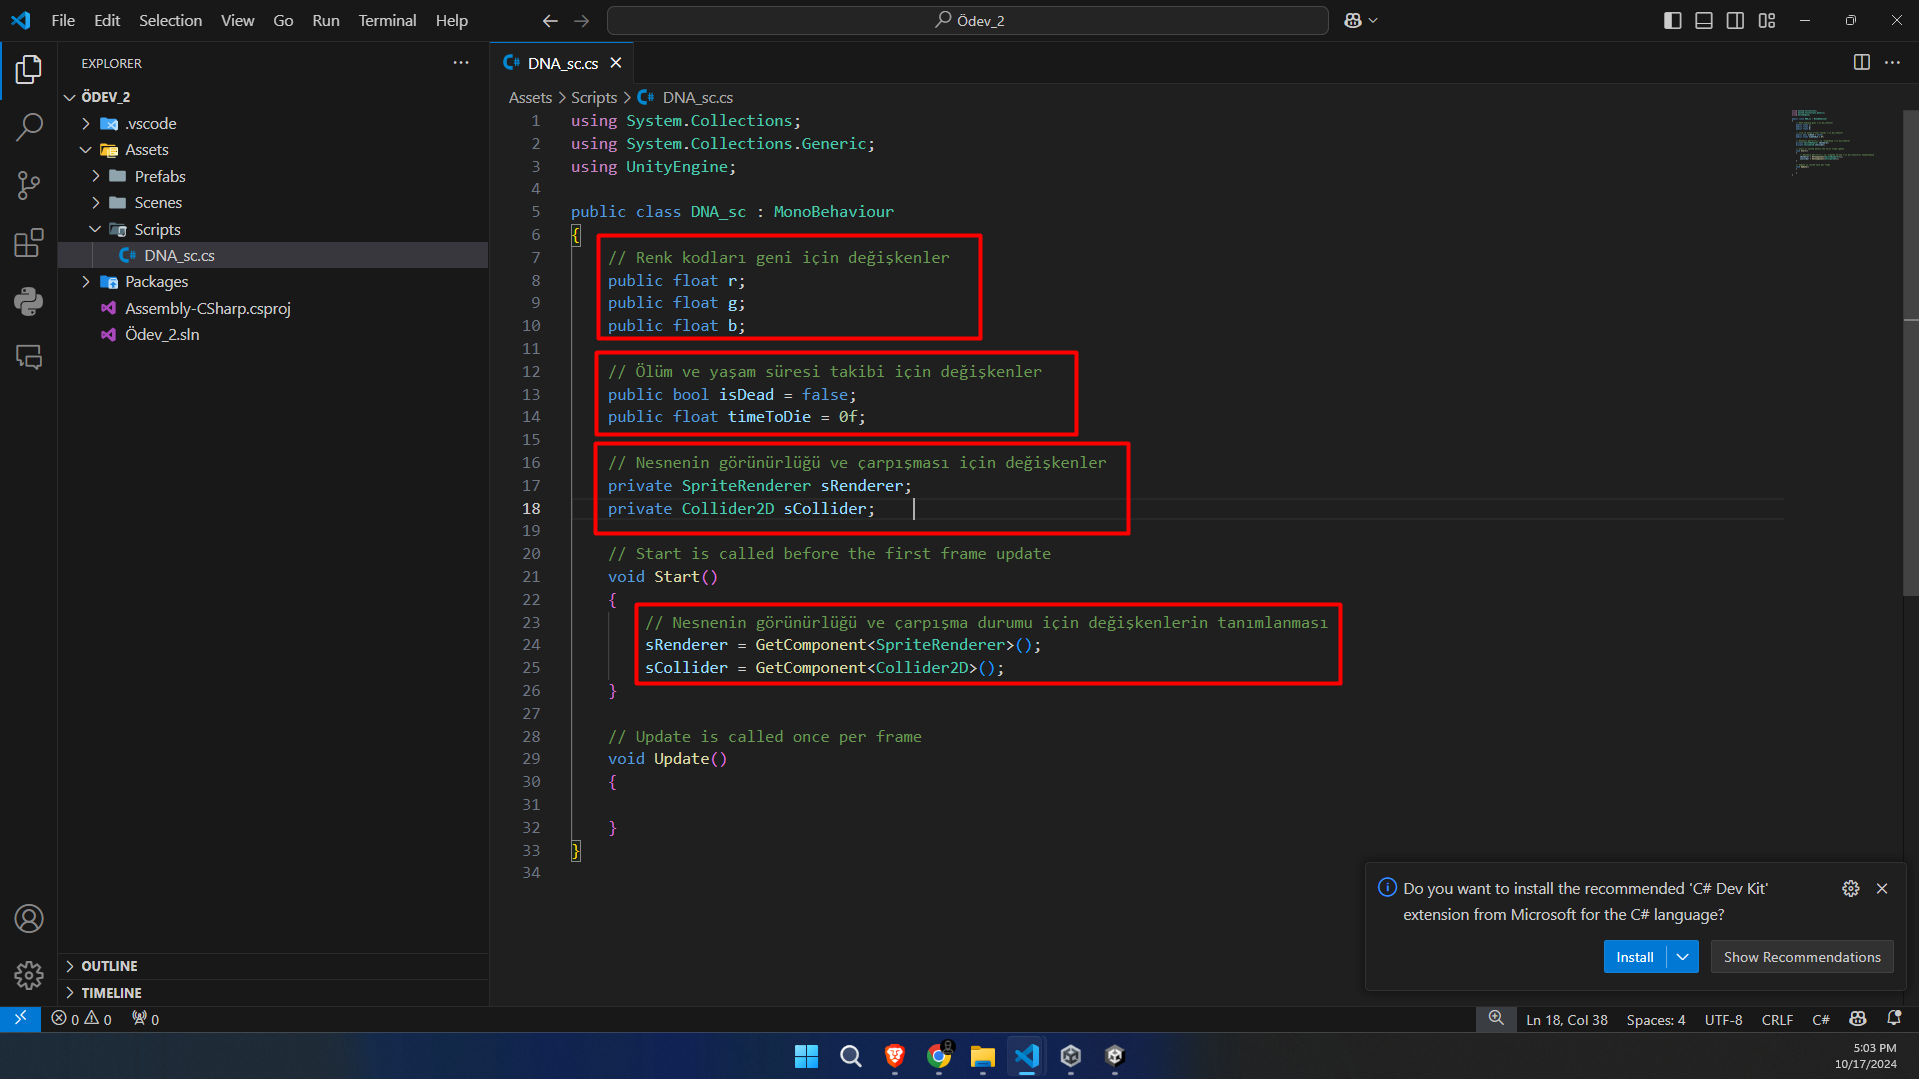 File Edit Selection View Go Run Terminal Help
Ödev_2
EXPLORER
ÖDEV_2
.vscode
Assets
Prefabs
Scenes
Scripts
DNA_sc.cs
Packages
Assembly-CSharp.csproj
Ödev_2.sln
OUTLINE
TIMELINE
DNA_sc.cs
Assets > Scripts > DNA_sc.cs
1 using System.Collections;
2 using System.Collections.Generic;
3 using UnityEngine;
4
5 public class DNA_sc : MonoBehaviour
6 {
7 // Renk kodları geni için değişkenler
8 public float r;
9 public float g;
10 public float b;
11
12 // Ölüm ve yaşam süresi takibi için değişkenler
13 public bool isDead = false;
14 public float timeToDie = 0f;
15
16 // Nesnenin görünürlüğü ve çarpışması için değişkenler
17 private SpriteRenderer sRenderer;
18 private Collider2D sCollider;
19
20 // Start is called before the first frame update
21 void Start()
22 {
23 // Nesnenin görünürlüğü ve çarpışma durumu için değişkenlerin tanımlanması
24 sRenderer = GetComponent<SpriteRenderer>();
25 sCollider = GetComponent<Collider2D>();
26 }
27
28 // Update is called once per frame
29 void Update()
30 {
31
32 }
33 }
34
Do you want to install the recommended 'C# Dev Kit'
extension from Microsoft for the C# language?
Install
Show Recommendations
0 0 0
Ln 18, Col 38 Spaces: 4 UTF-8 CRLF C#
5:03 PM
10/17/2024